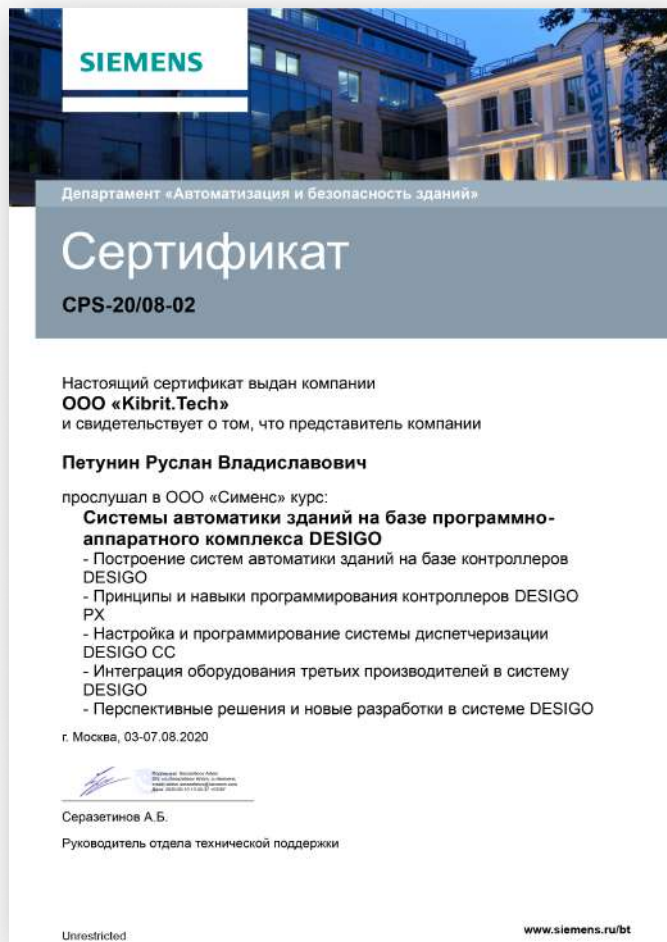 SIEMENS
SIEMENS
Департамент «Автоматизация и безопасность зданий»
Сертификат
CPS-20/08-02
Настоящий сертификат выдан компании
ООО «Kibrit.Tech»
и свидетельствует о том, что представитель компании
Петунин Руслан Владиславович
прослушал в ООО «Сименс» курс:
Системы автоматики зданий на базе программно-
аппаратного комплекса DESIGO
- Построение систем автоматики зданий на базе контроллеров
DESIGO
- Принципы и навыки программирования контроллеров DESIGO
PX
- Настройка и программирование системы диспетчеризации
DESIGO CC
- Интеграция оборудования третьих производителей в систему
DESIGO
- Перспективные решения и новые разработки в системе DESIGO
г. Москва, 03-07.08.2020
Серазетинов А.Б.
Руководитель отдела технической поддержки
Unrestricted
www.siemens.ru/bt